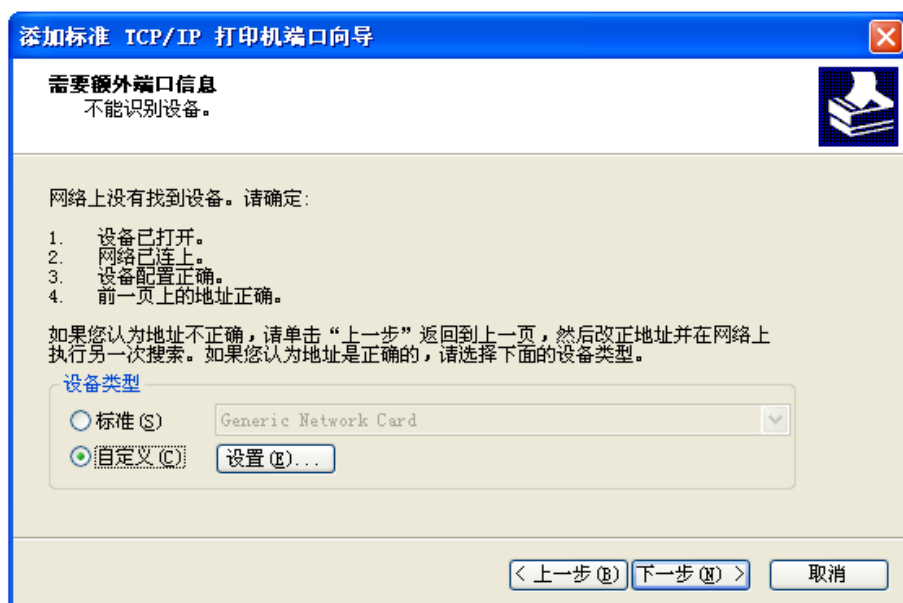 添加标准 TCP/IP 打印机端口向导
需要额外端口信息
不能识别设备。
网络上没有找到设备。请确定:
1. 设备已打开。
2. 网络已连上。
3. 设备配置正确。
4. 前一页上的地址正确。
如果您认为地址不正确，请单击“上一步”返回到上一页，然后改正地址并在网络上
执行另一次搜索。如果您认为地址是正确的，请选择下面的设备类型。
设备类型
标准(S) Generic Network Card
自定义(C) 设置(E)...
< 上一步(B) 下一步(N) > 取消